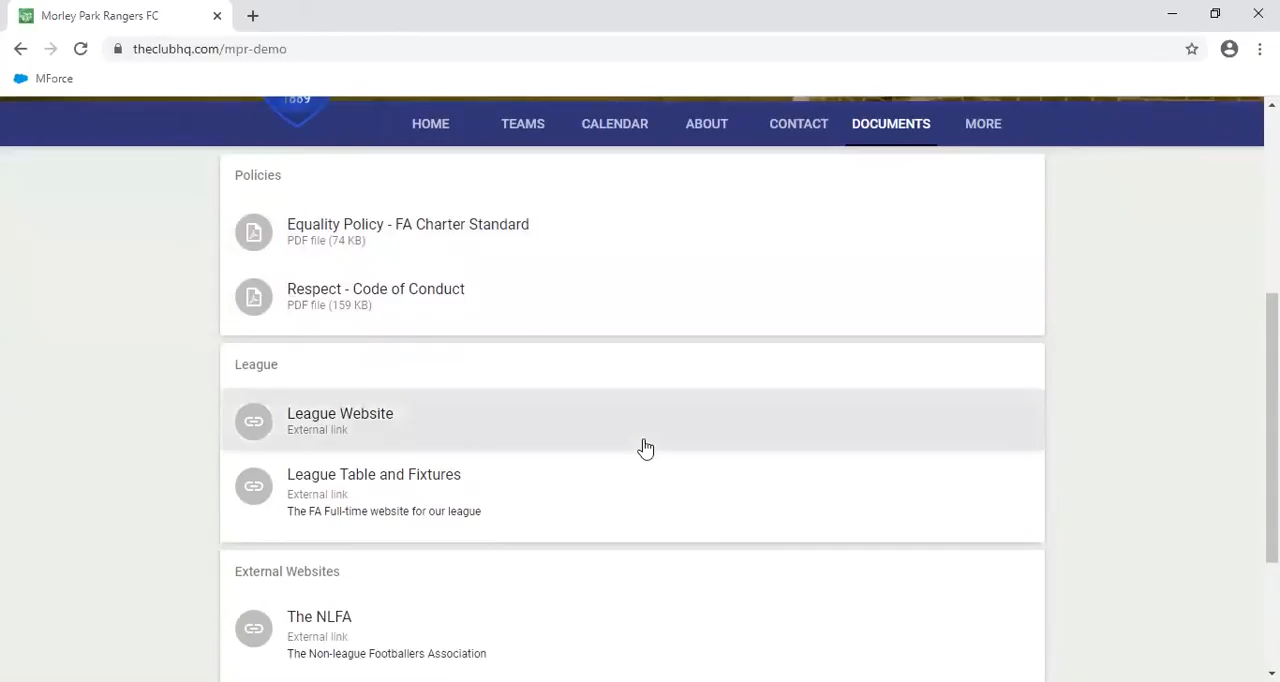 Morley Park Rangers FC
theclubhq.com/mpr-demo
MForce
1889
HOME TEAMS CALENDAR ABOUT CONTACT DOCUMENTS MORE
Policies
Equality Policy - FA Charter Standard
PDF file (74 KB)
Respect - Code of Conduct
PDF file (159 KB)
League
League Website
External link
League Table and Fixtures
External link
The FA Full-time website for our league
External Websites
The NLFA
External link
The Non-league Footballers Association